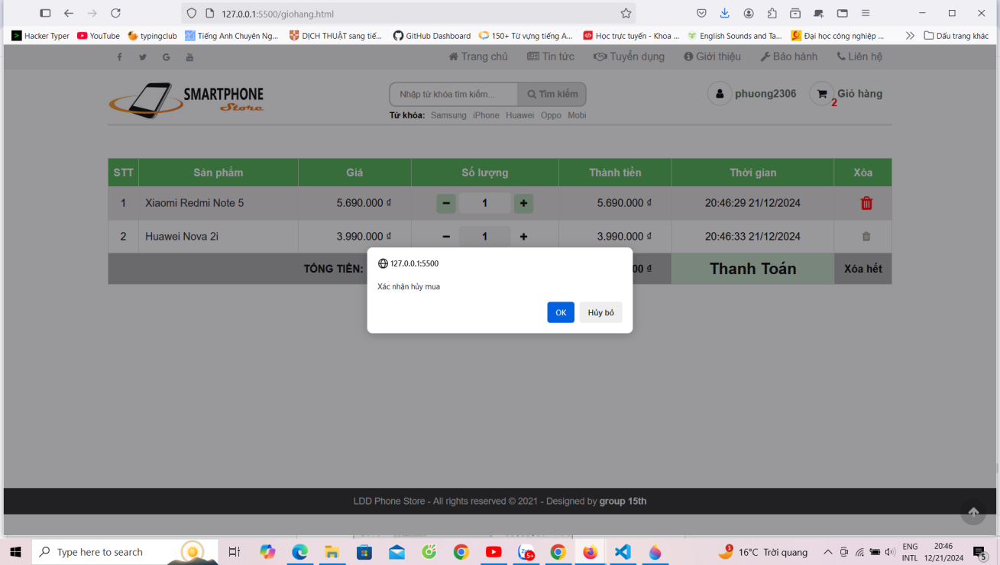 127.0.0.1:5500/giohang.html
Hacker Typer YouTube typingclub Tiếng Anh Chuyên Ng... DỊCH THUẬT sang tiế... GitHub Dashboard 150+ Từ vựng tiếng A... Học trực tuyến - Khoa ... English Sounds and Ta... Đại học công nghiệp ... Dấu trang khác
Trang chủ Tin tức Tuyển dụng Giới thiệu Bảo hành Liên hệ
SMARTPHONE
Store
Nhập từ khóa tìm kiếm... Tìm kiếm
phuong2306 2 Giỏ hàng
Từ khóa: Samsung iPhone Huawei Oppo Mobi
STT Sản phẩm Giá Số lượng Thành tiền Thời gian Xóa
1 Xiaomi Redmi Note 5 5.690.000 ₫ 1 5.690.000 ₫ 20:46:29 21/12/2024
2 Huawei Nova 2i 3.990.000 ₫ 1 3.990.000 ₫ 20:46:33 21/12/2024
TỔNG TIỀN: 00 ₫ Thanh Toán Xóa hết
127.0.0.1:5500
Xác nhận hủy mua
OK Hủy bỏ
LDD Phone Store - All rights reserved © 2021 - Designed by group 15th
Type here to search
5+
3
16°C Trời quang
ENG
INTL
20:46
12/21/2024
5